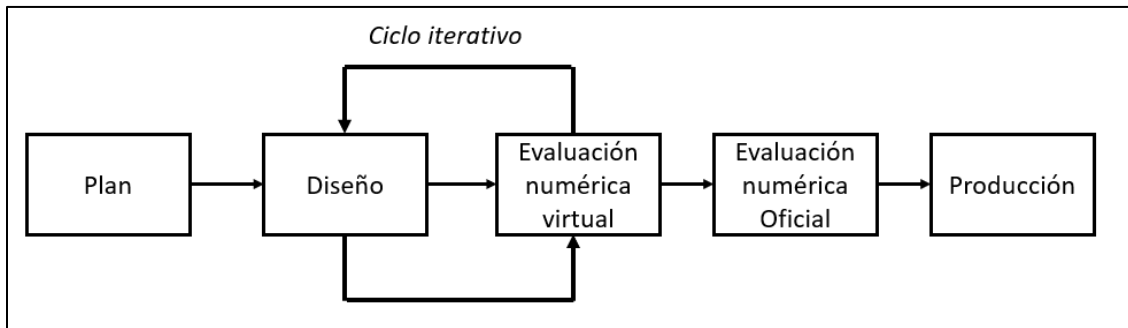 Ciclo iterativo
Plan
Diseño
Evaluación
numérica
virtual
Evaluación
numérica
Oficial
Producción